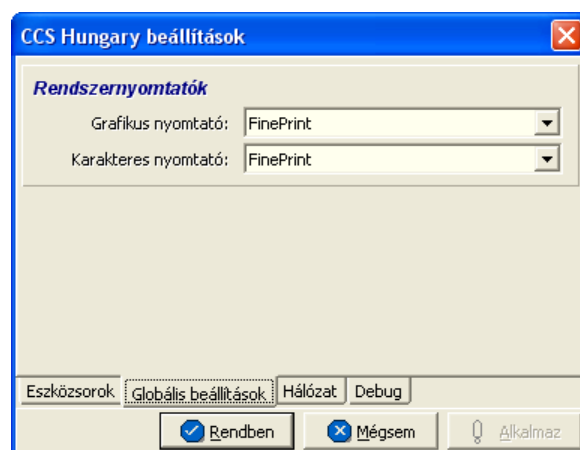 CCS Hungary beállítások
Rendszernyomtatók
Grafikus nyomtató: FinePrint
Karakteres nyomtató: FinePrint
Eszközsorok Globális beállítások Hálózat Debug
Rendben Mégsem Alkalmaz